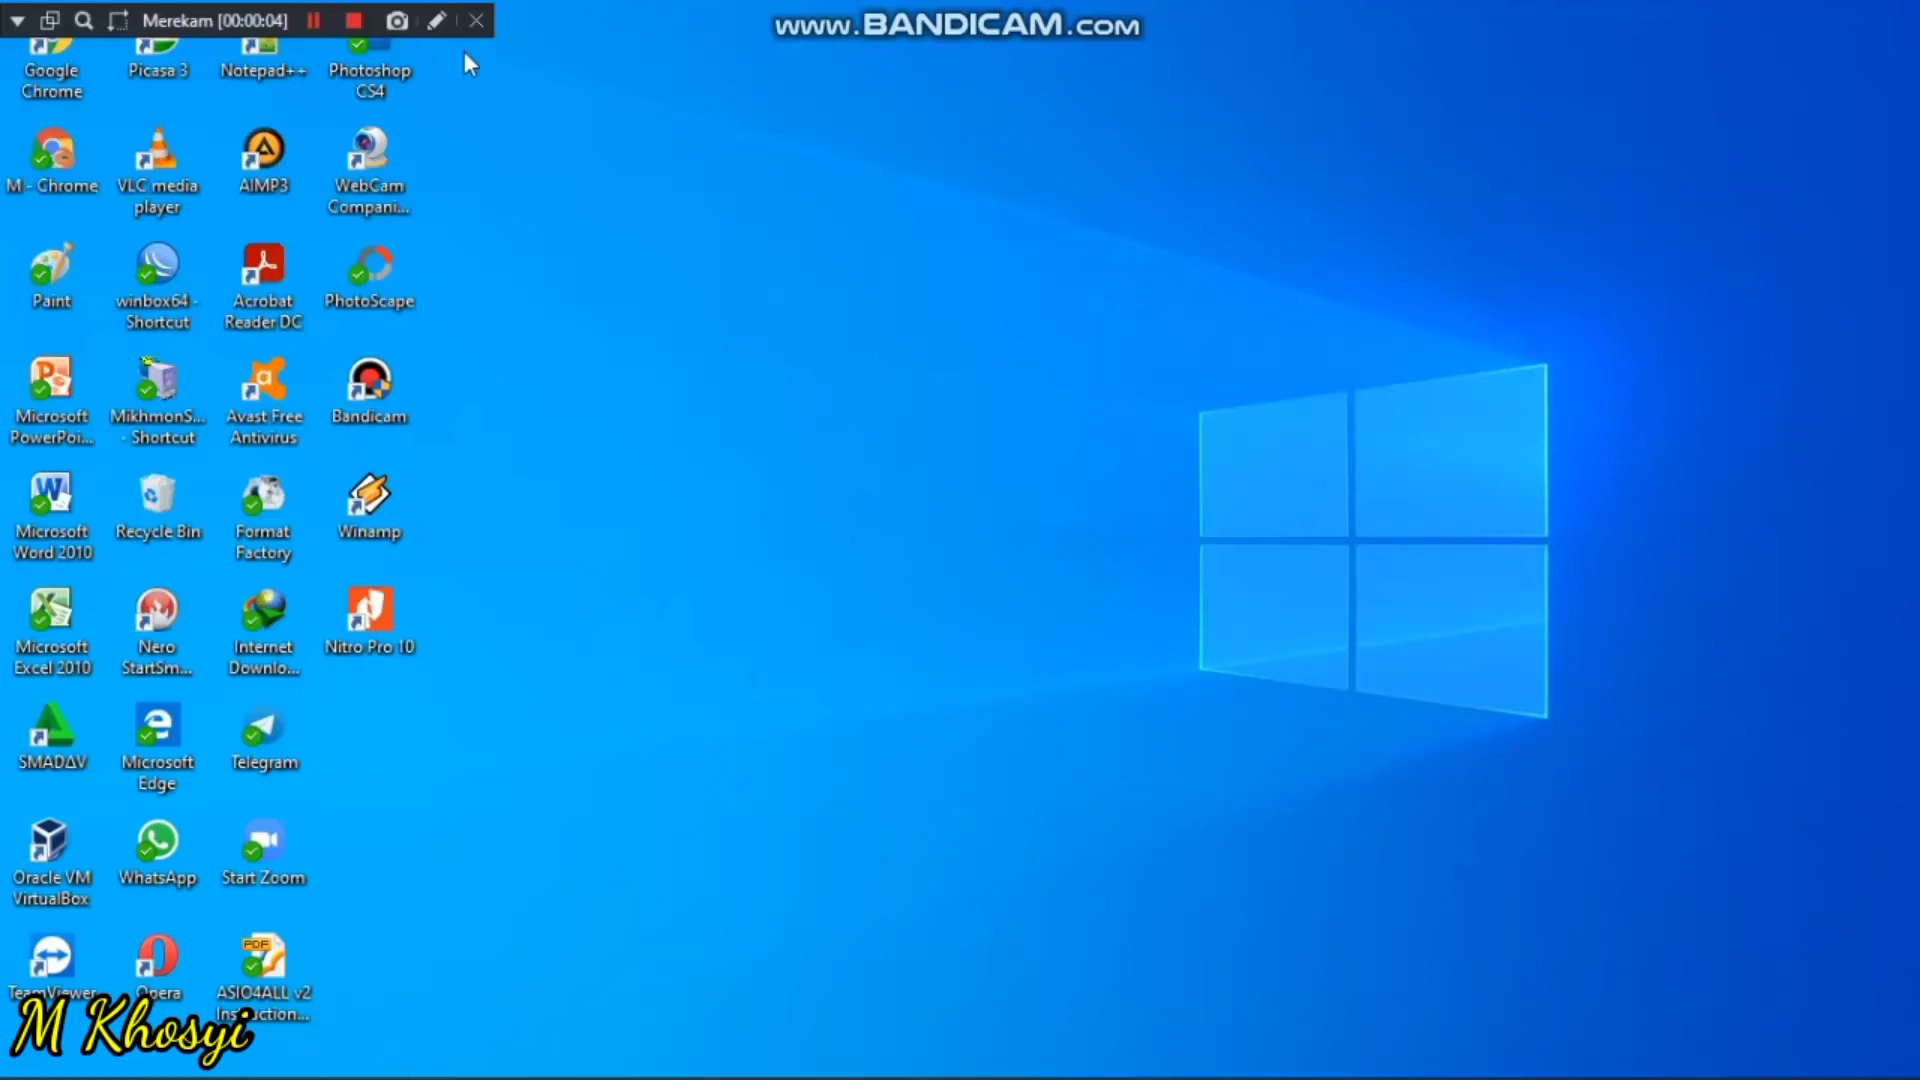 Merekam [00:00:04]
www.BANDICAM.com
Google Chrome
Picasa 3
Notepad++
Photoshop CS4
M - Chrome
VLC media player
AIMP3
WebCam Compani...
Paint
winbox64 - Shortcut
Acrobat Reader DC
PhotoScape
Microsoft PowerPoi...
MikhmonS... - Shortcut
Avast Free Antivirus
Bandicam
Microsoft Word 2010
Recycle Bin
Format Factory
Winamp
Microsoft Excel 2010
Nero StartSm...
Internet Downlo...
Nitro Pro 10
SMADΔV
Microsoft Edge
Telegram
Oracle VM VirtualBox
WhatsApp
Start Zoom
TeamViewer
Opera
PDF
ASIO4ALL v2 Instruction...
M Khosyi